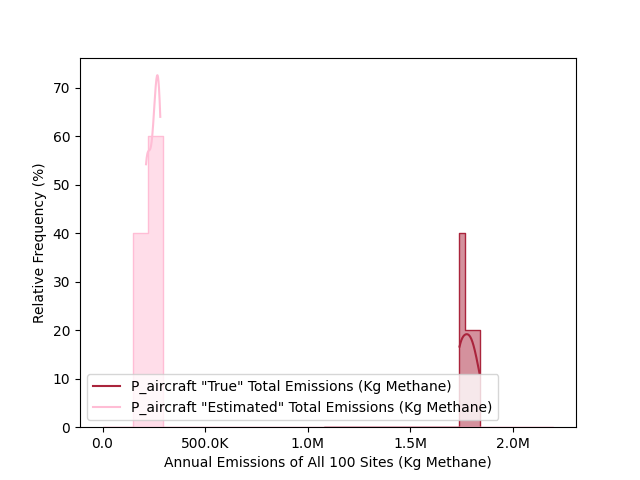 70
60
50
40
30
20
10
0
Relative Frequency (%)
P_aircraft "True" Total Emissions (Kg Methane)
P_aircraft "Estimated" Total Emissions (Kg Methane)
0.0 500.0K 1.0M 1.5M 2.0M
Annual Emissions of All 100 Sites (Kg Methane)